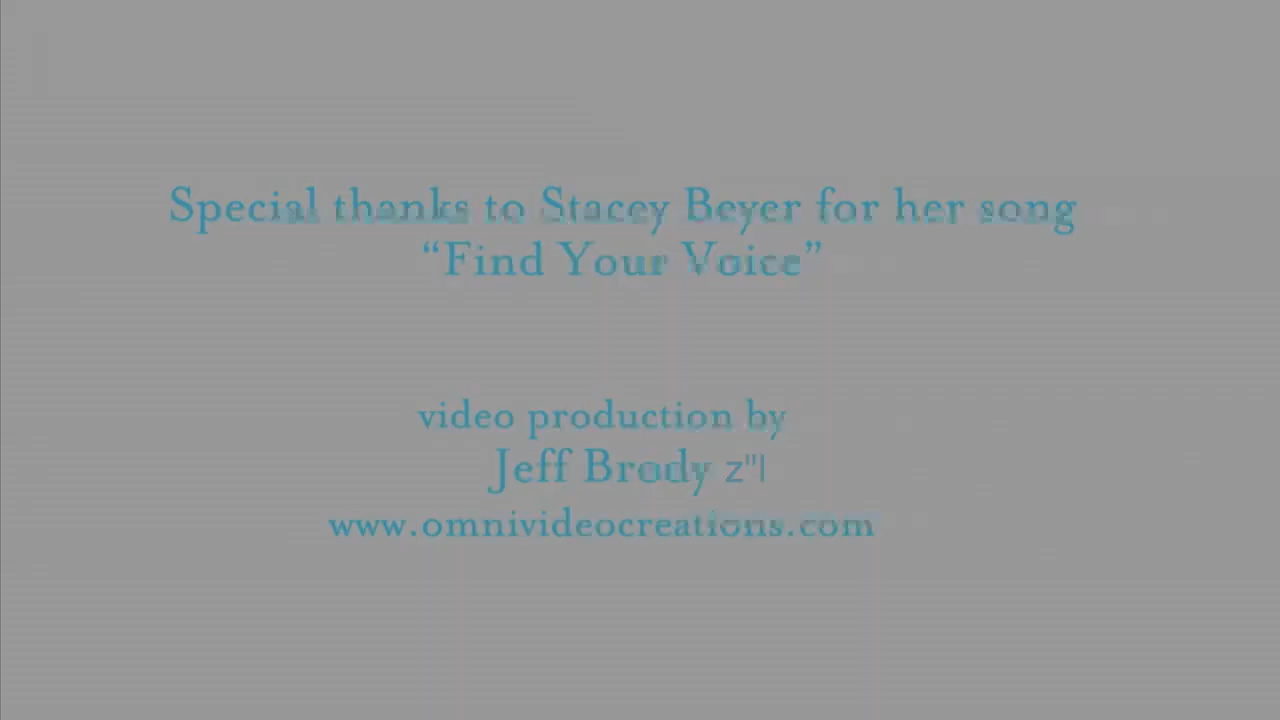 Special thanks to Stacey Beyer for her song
“Find Your Voice”
video production by
Jeff Brody z"l
www.omnivideocreations.com